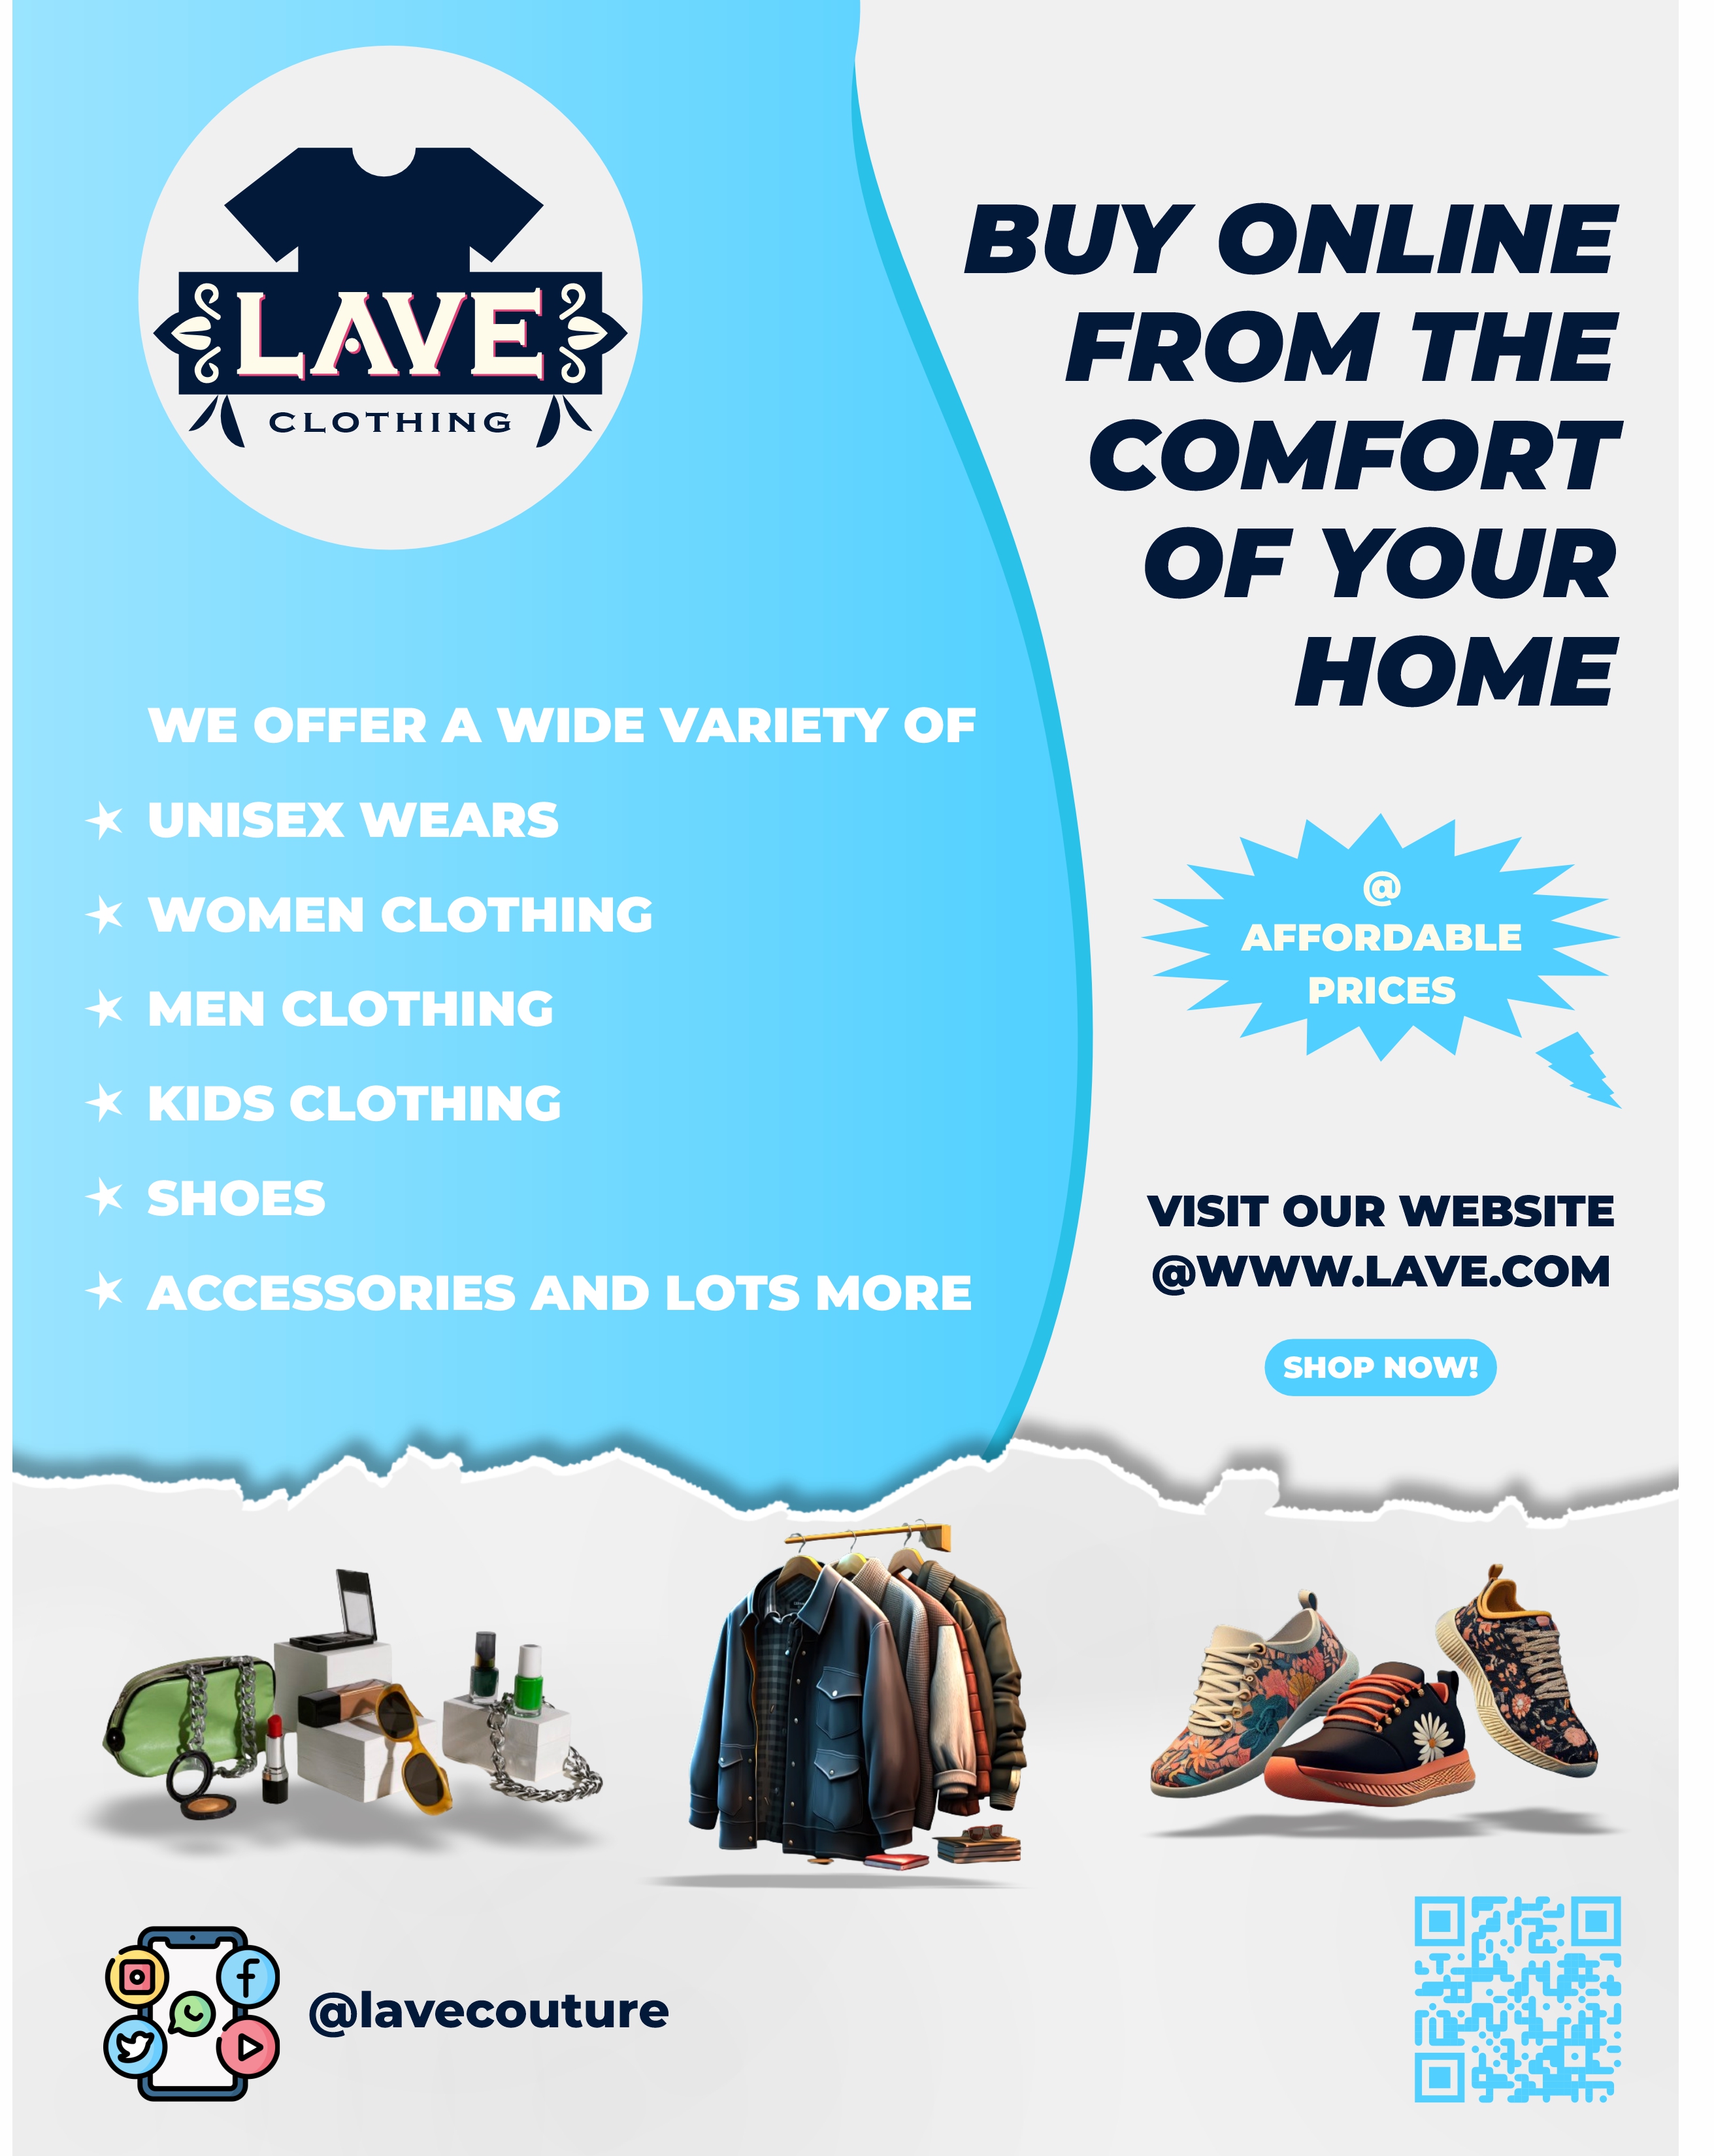 LAVE
CLOTHING
BUY ONLINE
FROM THE
COMFORT
OF YOUR
HOME
WE OFFER A WIDE VARIETY OF
UNISEX WEARS
WOMEN CLOTHING
MEN CLOTHING
KIDS CLOTHING
SHOES
ACCESSORIES AND LOTS MORE
@
AFFORDABLE
PRICES
VISIT OUR WEBSITE
@WWW.LAVE.COM
SHOP NOW!
@lavecouture